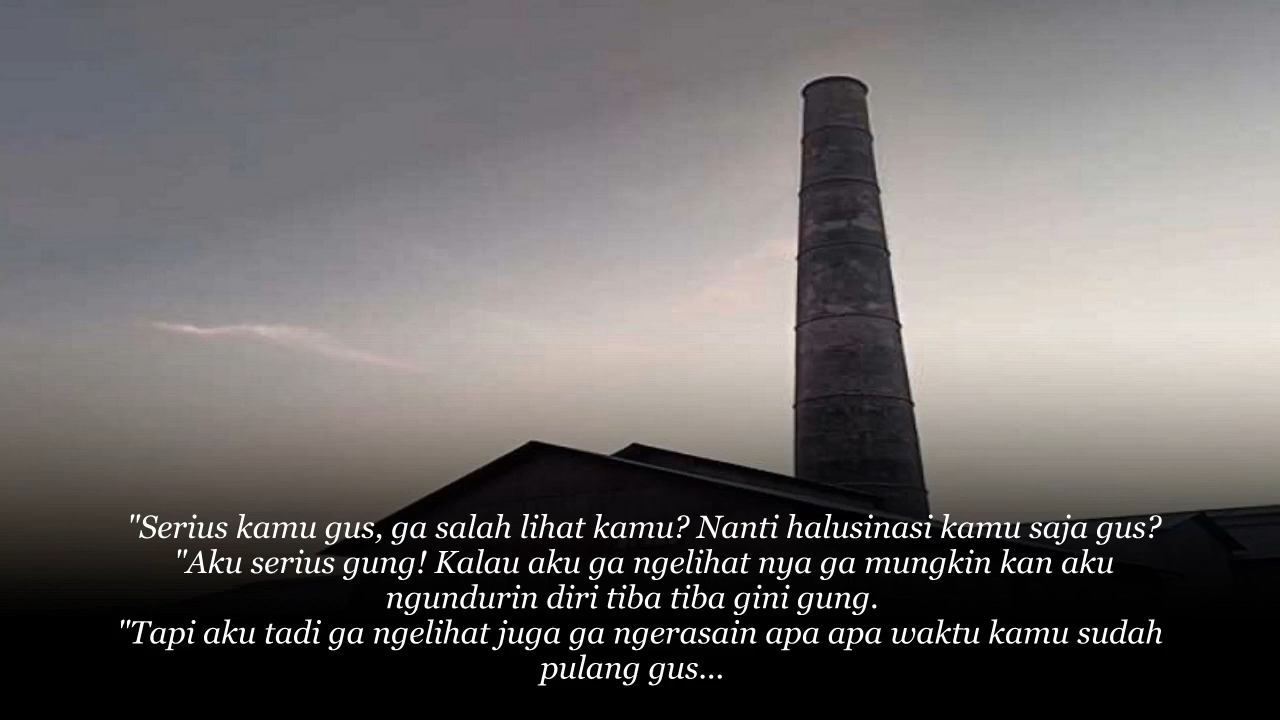 "Serius kamu gus, ga salah lihat kamu? Nanti halusinasi kamu saja gus?
"Aku serius gung! Kalau aku ga ngelihat nya ga mungkin kan aku
ngundurin diri tiba tiba gini gung.
"Tapi aku tadi ga ngelihat juga ga ngerasain apa apa waktu kamu sudah
pulang gus...